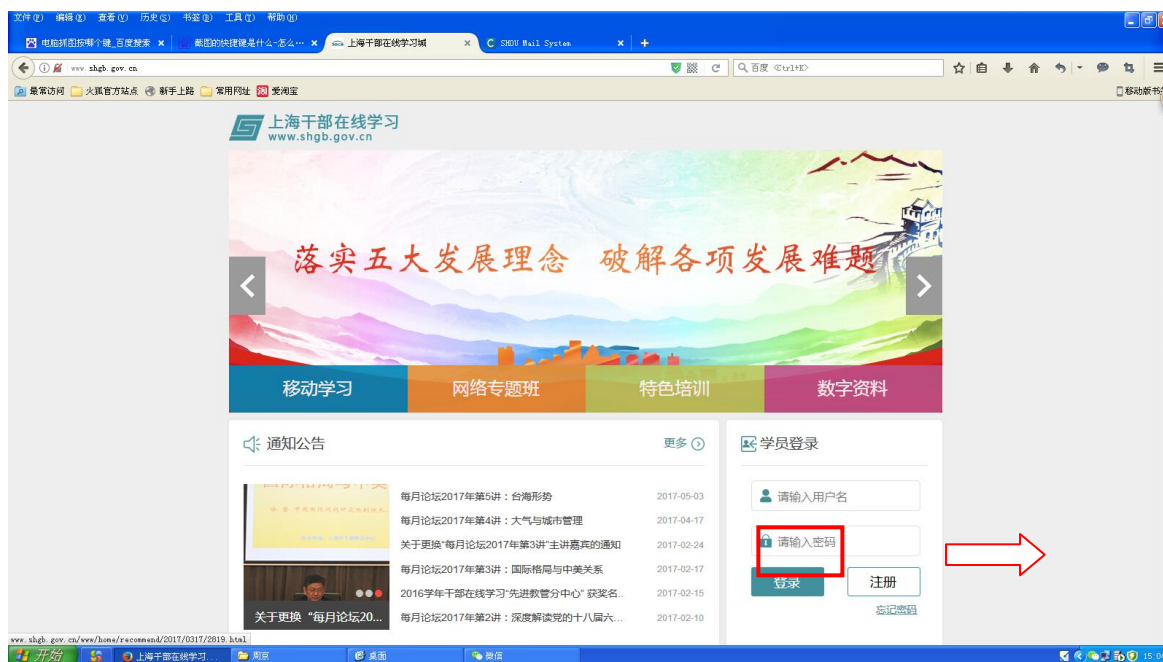 文件(F) 编辑(E) 查看(V) 历史(S) 书签(B) 工具(T) 帮助(H)
电脑抓图按哪个键_百度搜索 × 截图的快捷键是什么-怎么… × 上海干部在线学习城 × SHOU Mail System × +
www.shgb.gov.cn
百度 <Ctrl+K>
最常访问 火狐官方站点 新手上路 常用网址 爱淘宝
移动版书签
上海干部在线学习
www.shgb.gov.cn
落实五大发展理念 破解各项发展难题
移动学习 网络专题班 特色培训 数字资料
通知公告 更多
学员登录
每月论坛2017年第5讲：台海形势 2017-05-03
每月论坛2017年第4讲：大气与城市管理 2017-04-17
关于更换"每月论坛2017年第3讲"主讲嘉宾的通知 2017-02-24
每月论坛2017年第3讲：国际格局与中美关系 2017-02-17
2016学年干部在线学习"先进教管分中心" 获奖名... 2017-02-15
每月论坛2017年第2讲：深度解读党的十八届六... 2017-02-10
关于更换 "每月论坛20...
请输入用户名
请输入密码
登录 注册
忘记密码
www.shgb.gov.cn/www/home/recommend/2017/0317/2819.html
开始 上海干部在线学习... 周京 桌面 微信